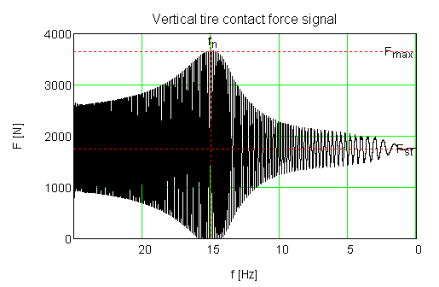 Vertical tire contact force signal
fn
4000
Fmax
3000
F [N]
2000
Fst
1000
0
20
15
10
5
0
f [Hz]